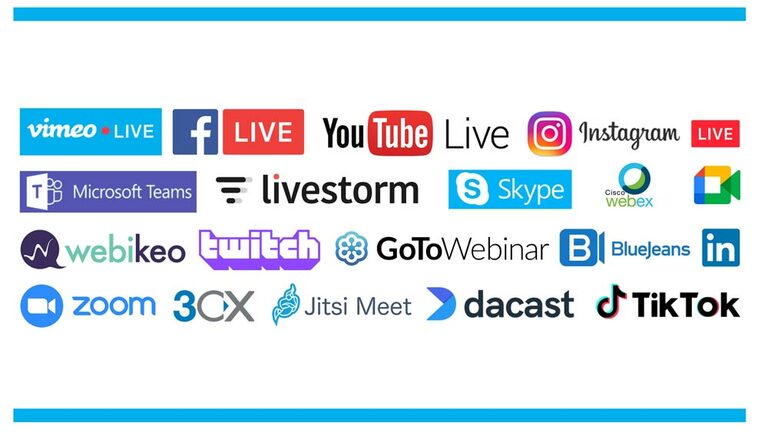 vimeo LIVE f LIVE YouTube Live Instagram LIVE
T Microsoft Teams livestorm S Skype Cisco webex
webikeo twitch GoToWebinar B BlueJeans in
zoom 3CX Jitsi Meet dacast TikTok